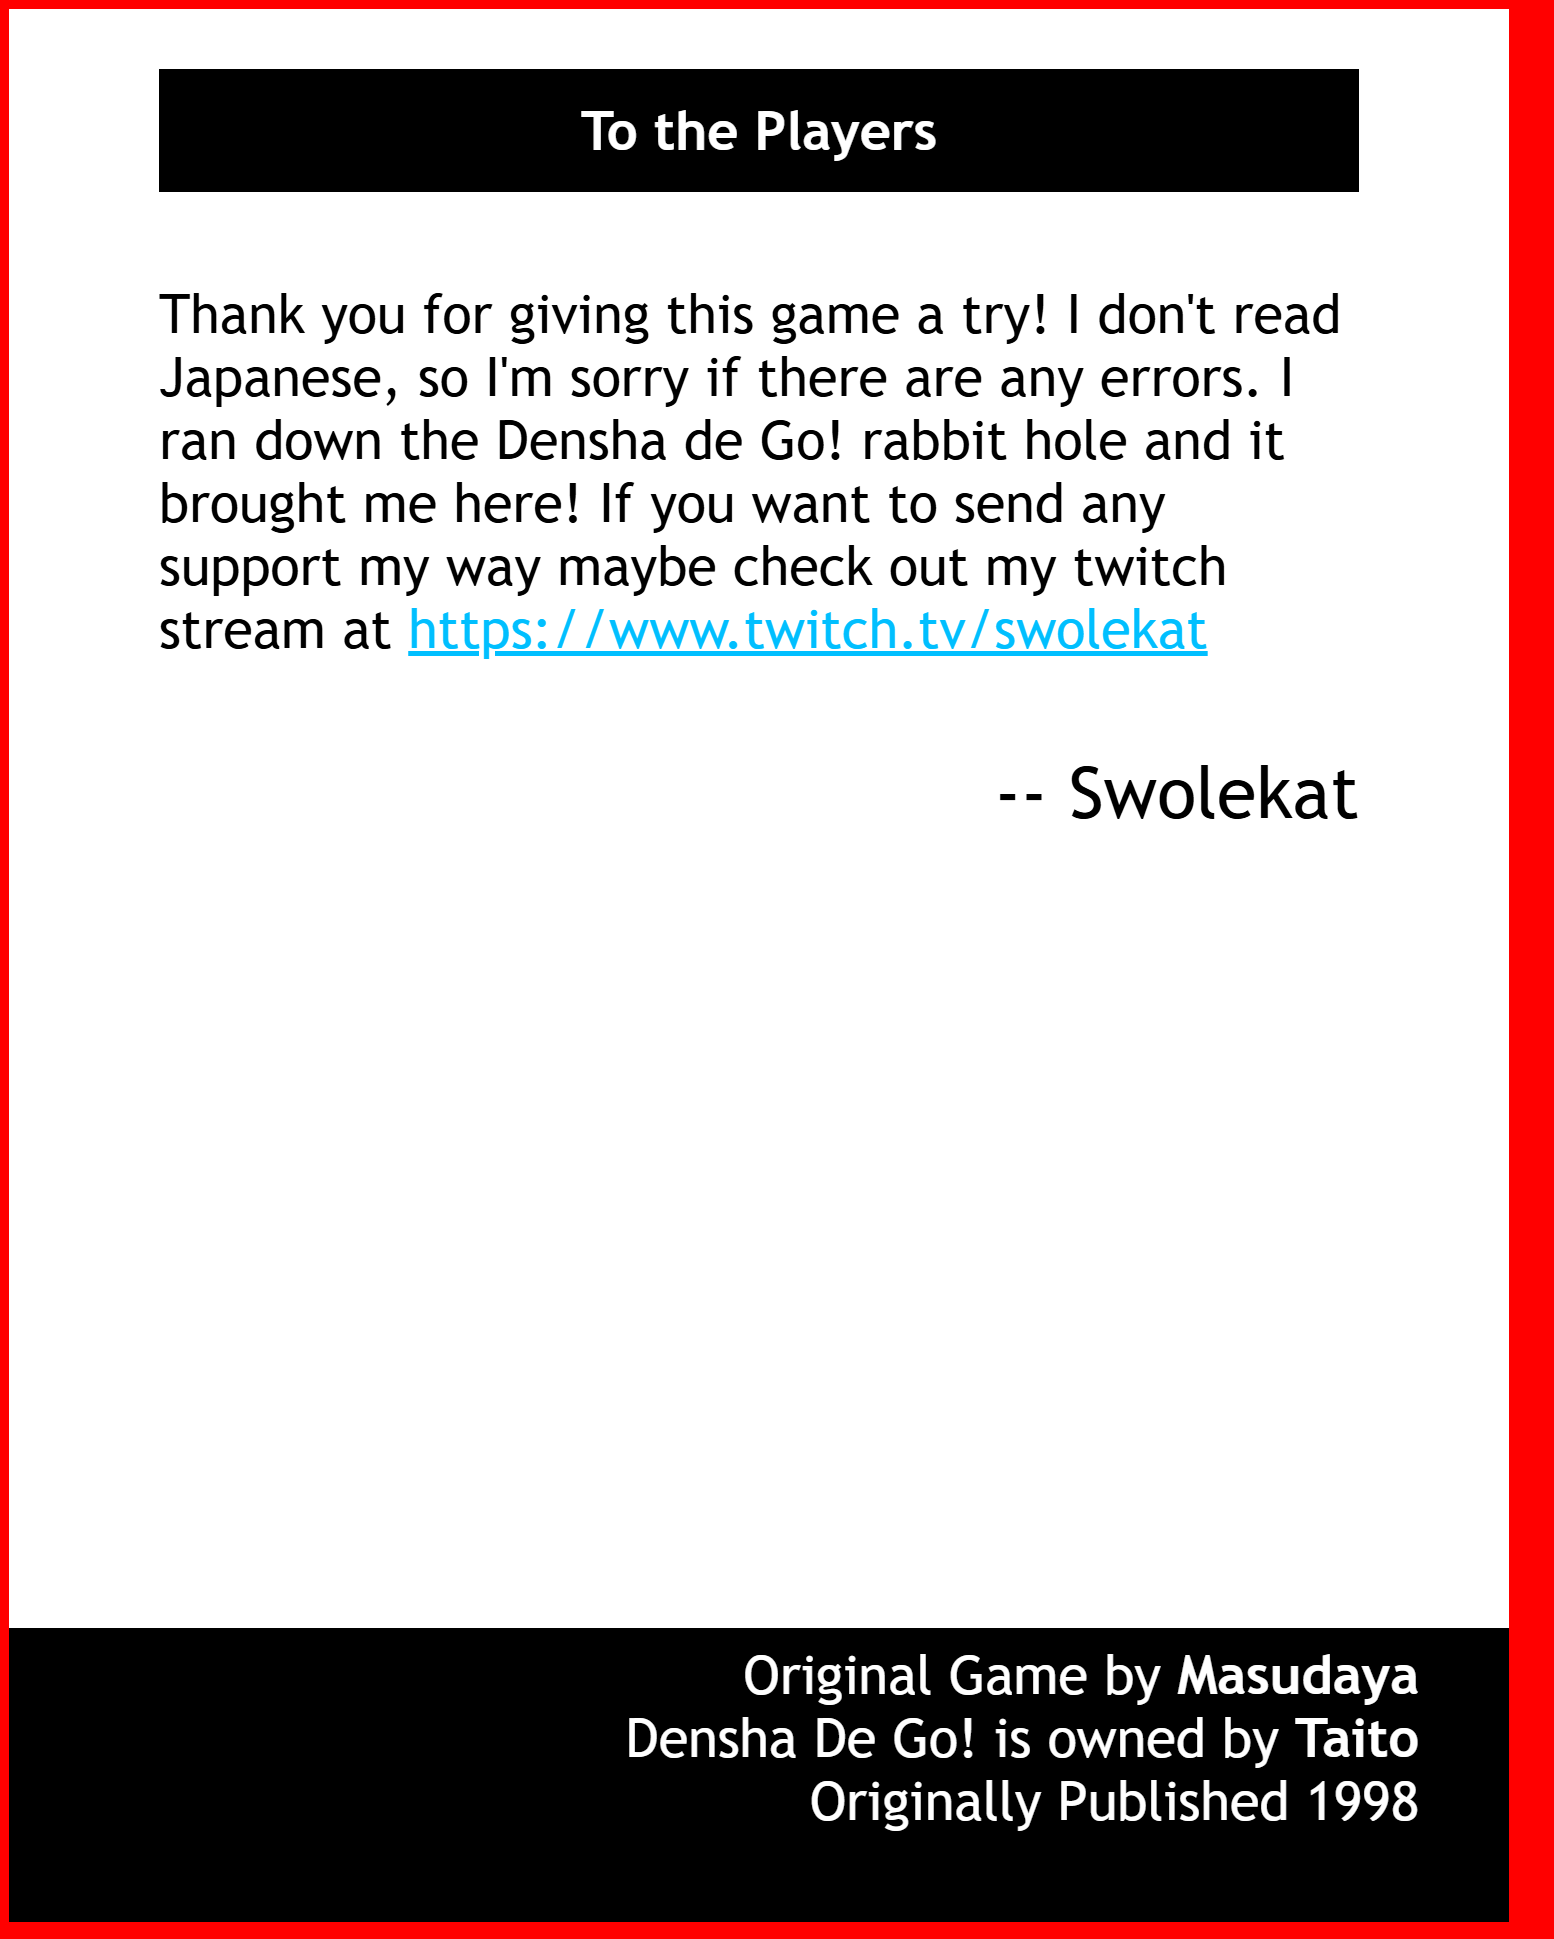 To the Players
Thank you for giving this game a try! I don't read
Japanese, so I'm sorry if there are any errors. I
ran down the Densha de Go! rabbit hole and it
brought me here! If you want to send any
support my way maybe check out my twitch
stream at https://www.twitch.tv/swolekat
-- Swolekat
Original Game by Masudaya
Densha De Go! is owned by Taito
Originally Published 1998